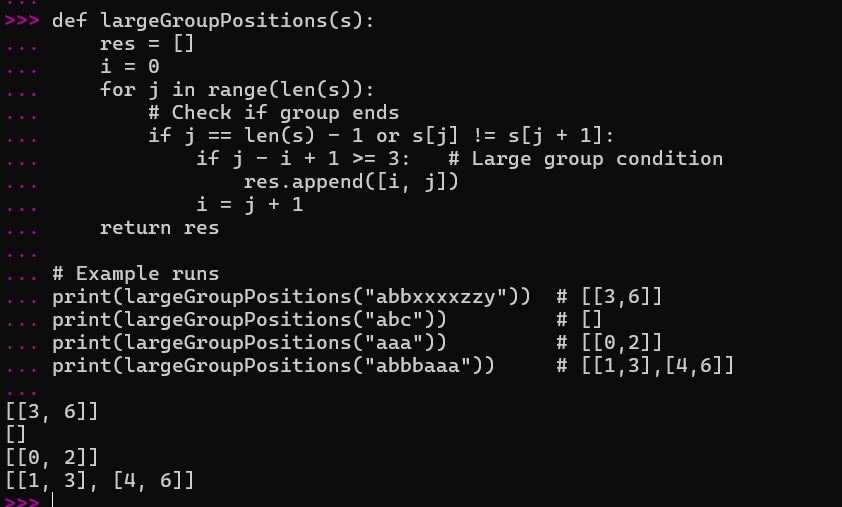 ...
>>> def largeGroupPositions(s):
...     res = []
...     i = 0
...     for j in range(len(s)):
...         # Check if group ends
...         if j == len(s) - 1 or s[j] != s[j + 1]:
...             if j - i + 1 >= 3:   # Large group condition
...                 res.append([i, j])
...             i = j + 1
...     return res
...
... # Example runs
... print(largeGroupPositions("abbxxxxzzy"))  # [[3,6]]
... print(largeGroupPositions("abc"))         # []
... print(largeGroupPositions("aaa"))         # [[0,2]]
... print(largeGroupPositions("abbbaaa"))     # [[1,3],[4,6]]
...
[[3, 6]]
[]
[[0, 2]]
[[1, 3], [4, 6]]
>>>